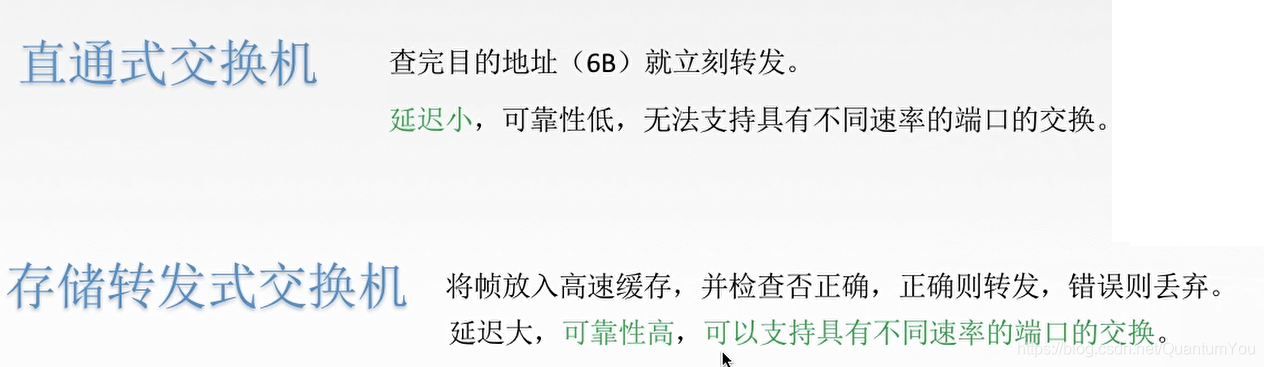 直通式交换机
查完目的地址（6B）就立刻转发。
延迟小，可靠性低，无法支持具有不同速率的端口的交换。
存储转发式交换机
将帧放入高速缓存，并检查否正确，正确则转发，错误则丢弃。
延迟大，可靠性高，可以支持具有不同速率的端口的交换。
https://blog.csdn.net/QuantumYou